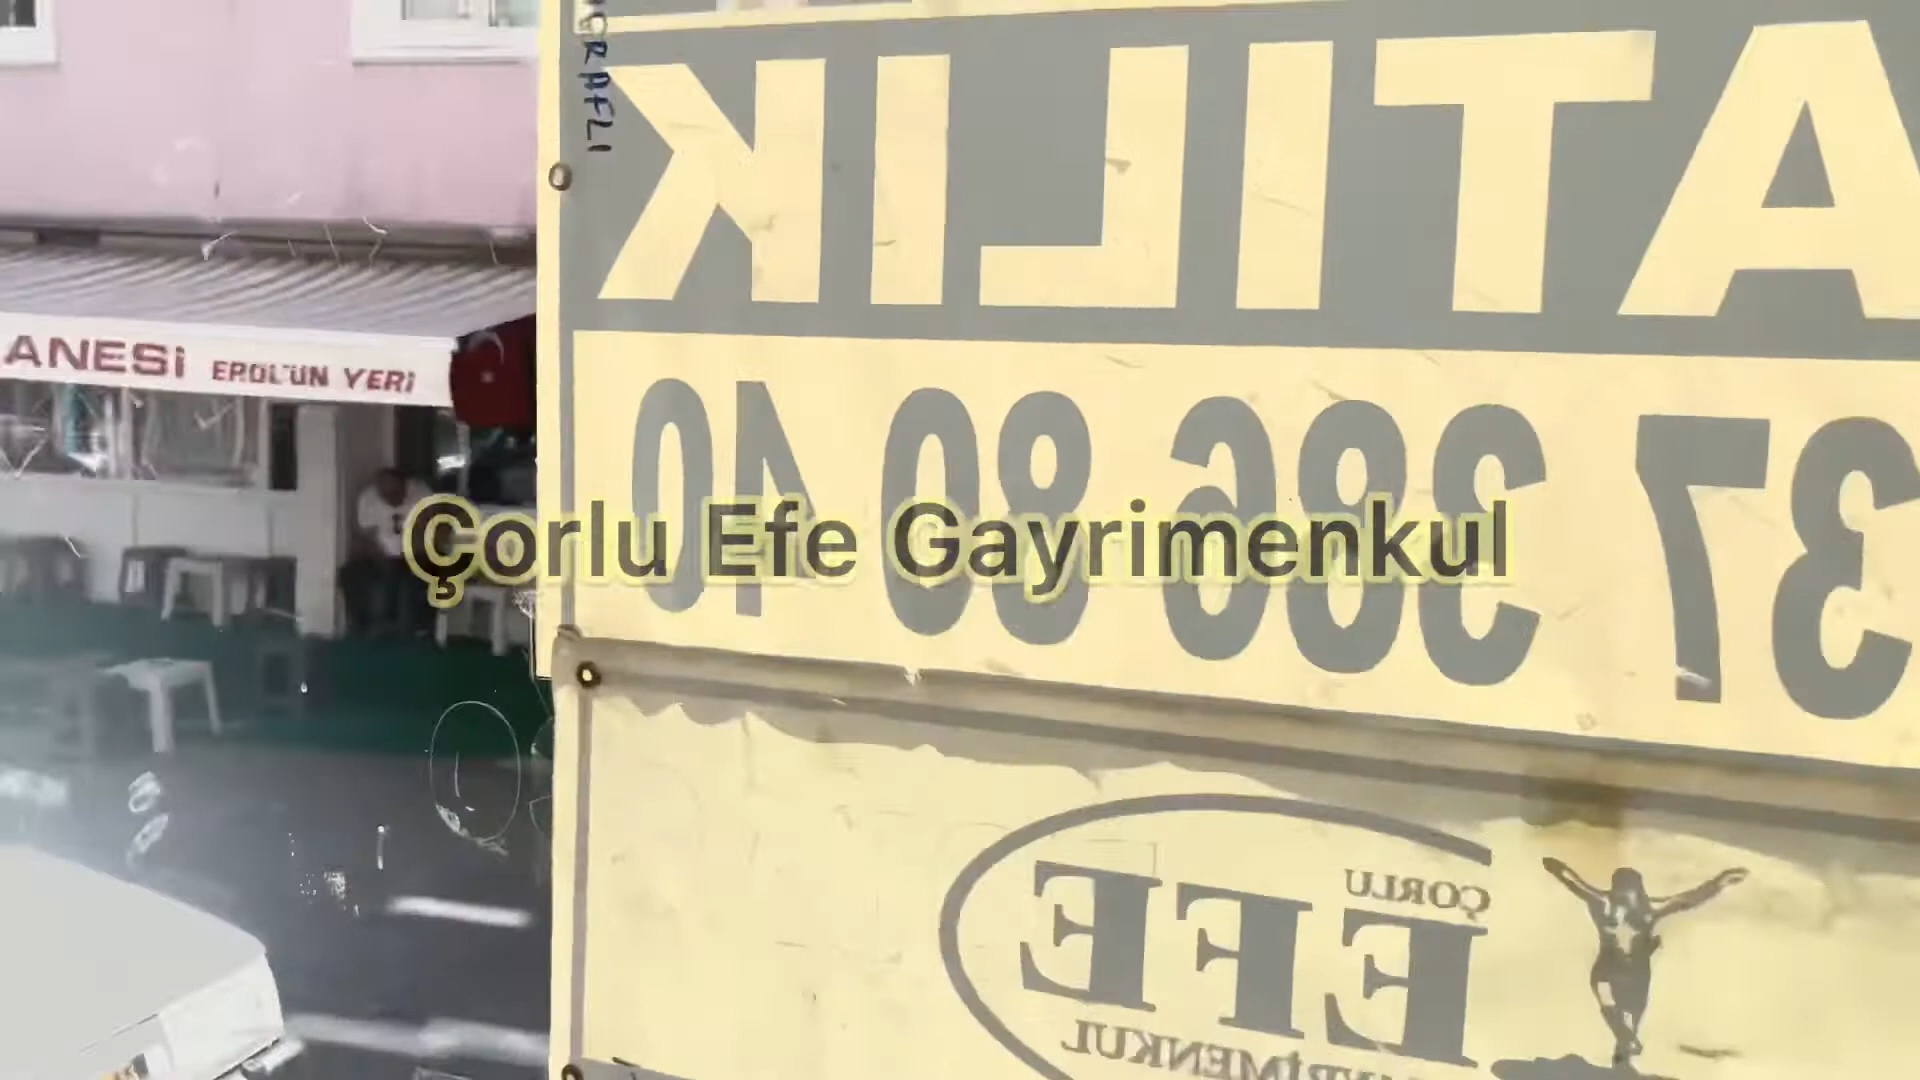 ATILIK
37 386 80 40
Çorlu Efe Gayrimenkul
ANESİ EROL'UN YERİ
ÇORLU
EFE